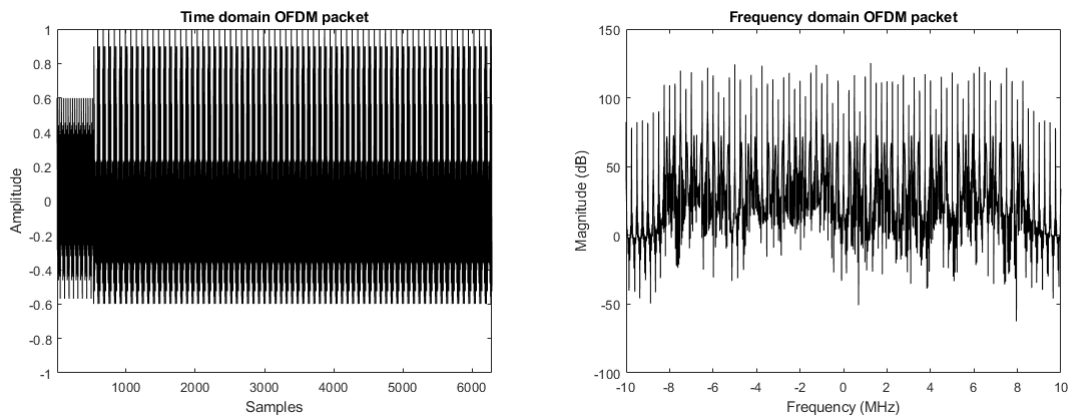 Time domain OFDM packet
1
0.8
0.6
0.4
0.2
0
-0.2
-0.4
-0.6
-0.8
-1
Amplitude
1000 2000 3000 4000 5000 6000
Samples
Frequency domain OFDM packet
150
100
50
0
-50
-100
Magnitude (dB)
-10 -8 -6 -4 -2 0 2 4 6 8 10
Frequency (MHz)